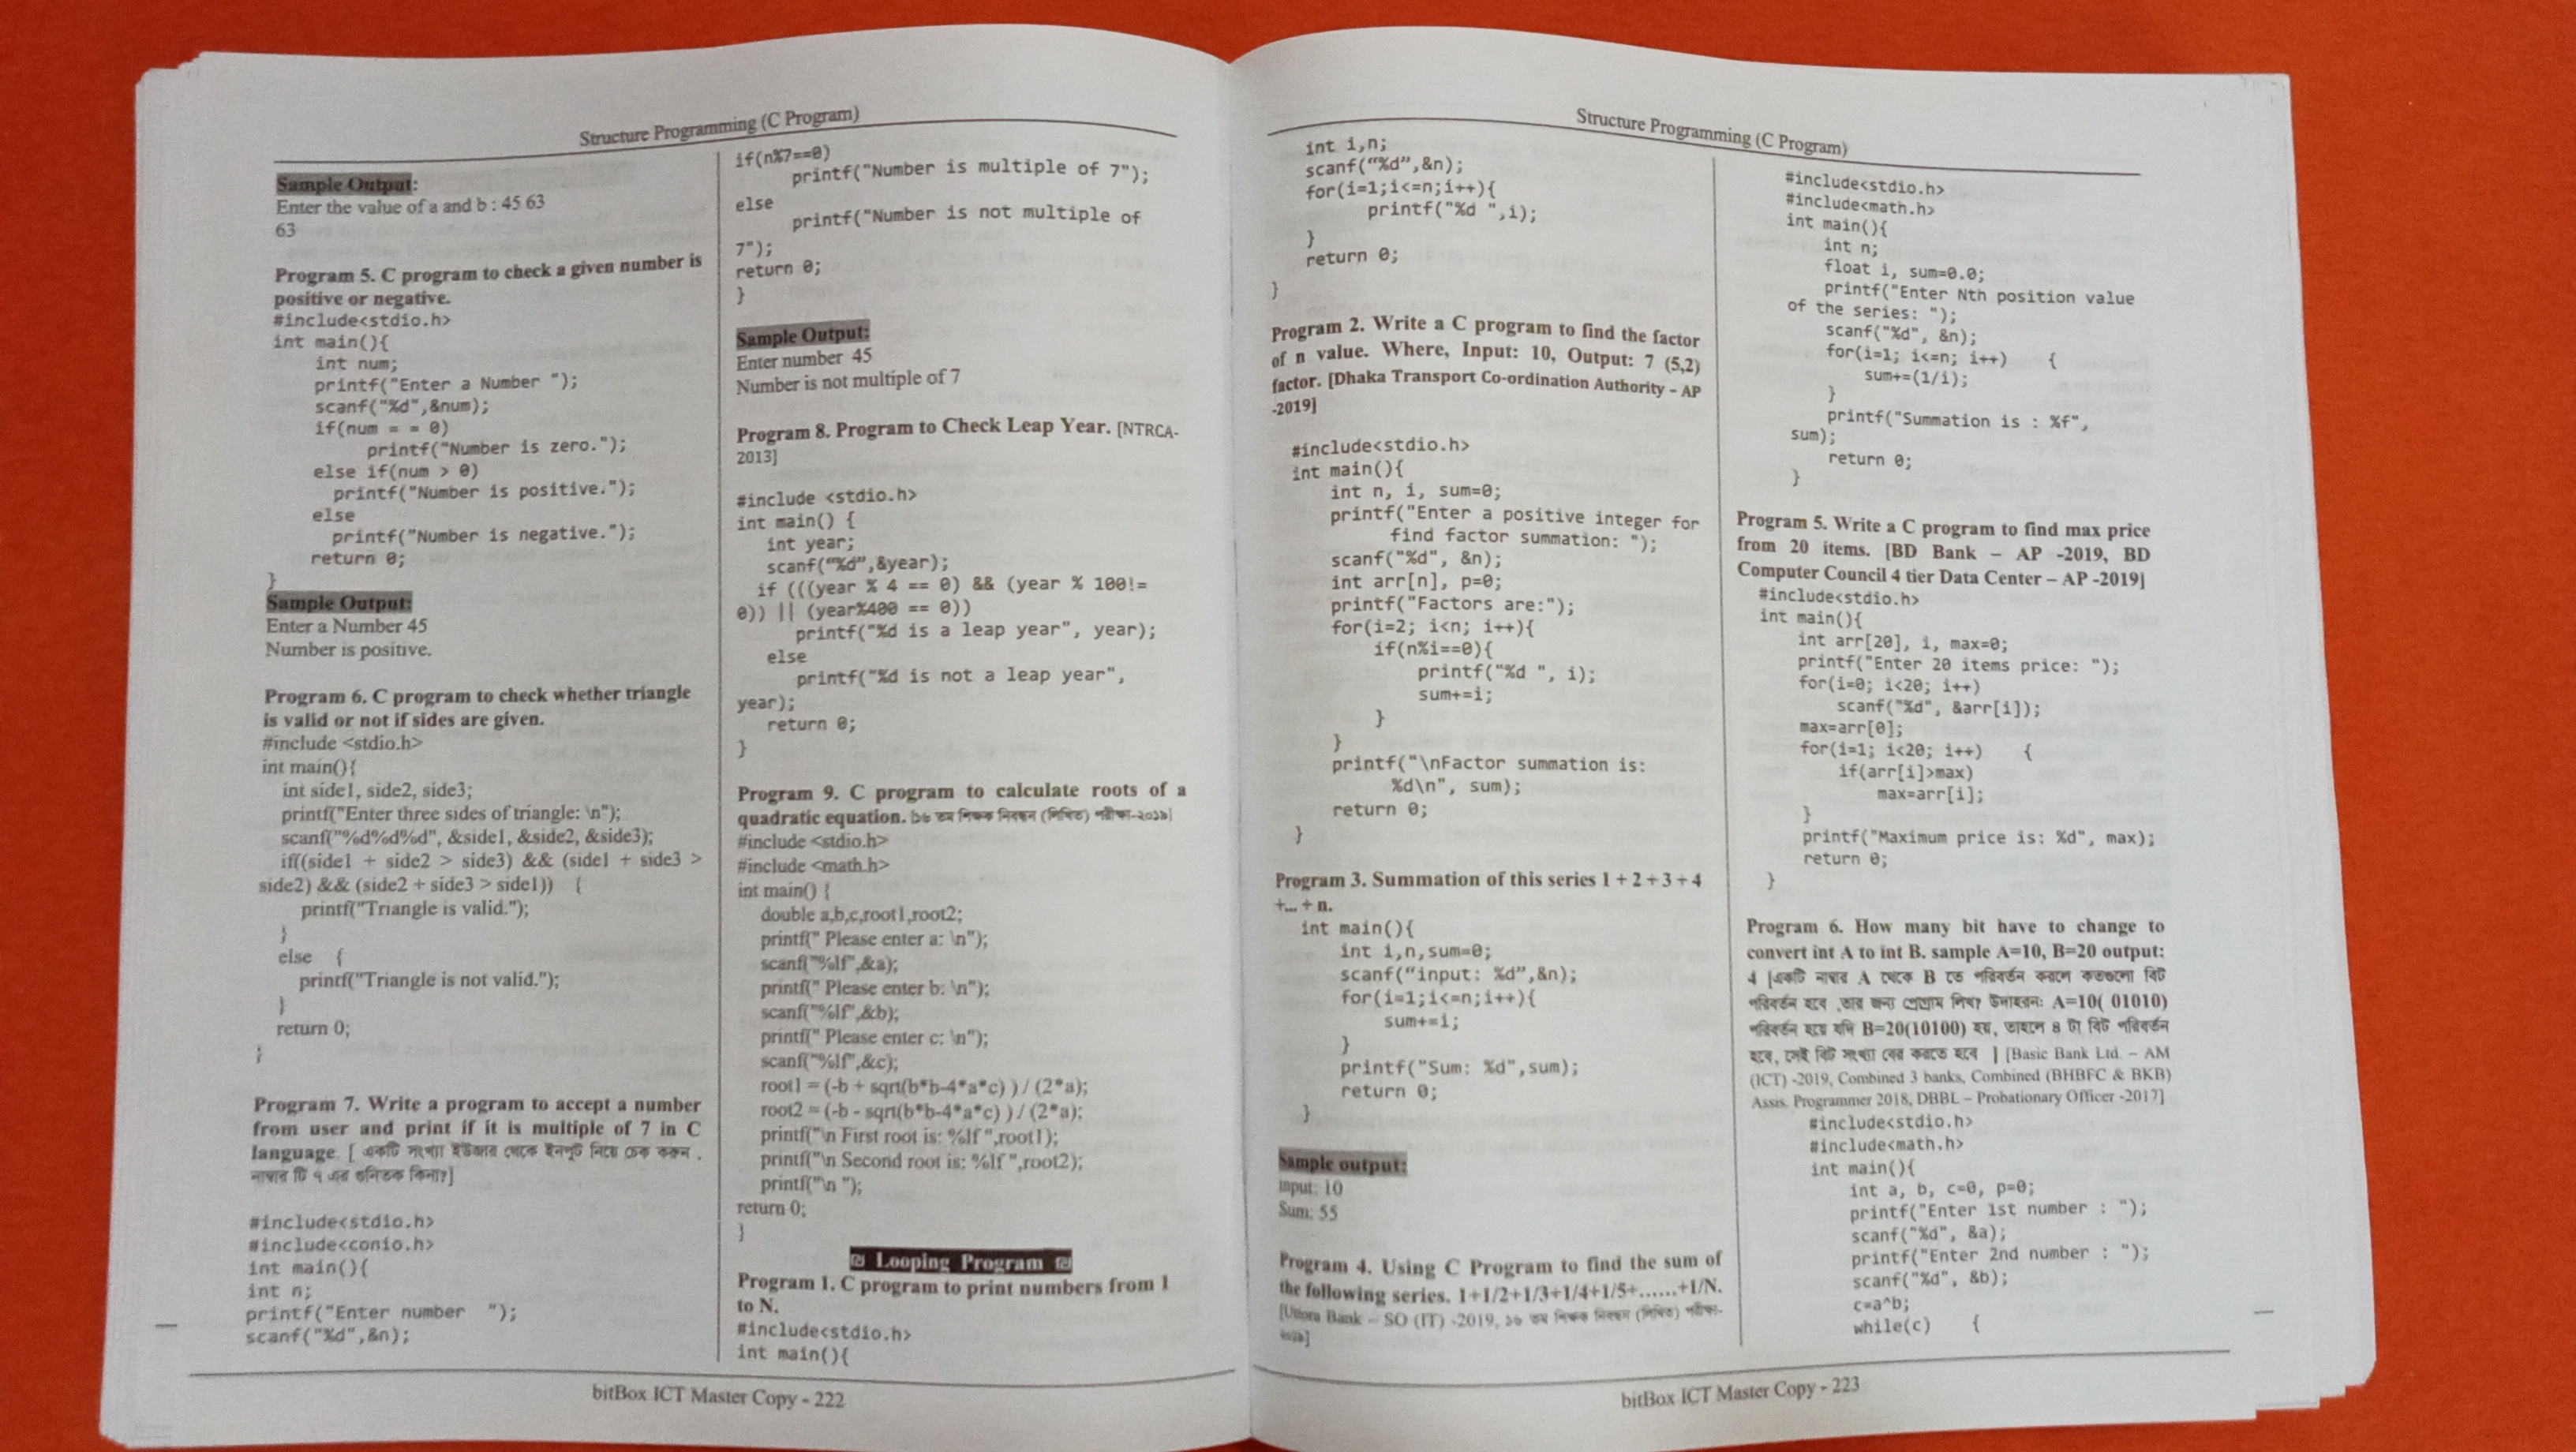 Structure Programming (C Program)
Sample Output:
Enter the value of a and b : 45 63
63
Program 5. C program to check a given number is
positive or negative.
#include<stdio.h>
int main(){
int num;
printf("Enter a Number ");
scanf("%d",&num);
if(num = = 0)
printf("Number is zero.");
else if(num > 0)
printf("Number is positive.");
else
printf("Number is negative.");
return 0;
}
Sample Output:
Enter a Number 45
Number is positive.
Program 6. C program to check whether triangle
is valid or not if sides are given.
#include <stdio.h>
int main(){
int side1, side2, side3;
printf("Enter three sides of triangle: \n");
scanf("%d%d%d", &side1, &side2, &side3);
if((side1 + side2 > side3) && (side1 + side3 >
side2) && (side2 + side3 > side1)) {
printf("Triangle is valid.");
}
else {
printf("Triangle is not valid.");
}
return 0;
}
Program 7. Write a program to accept a number
from user and print if it is multiple of 7 in C
language. [ একটি সংখ্যা ইউজার থেকে ইনপুট নিয়ে চেক করুন ,
নাম্বার টি ৭ এর গুনিতক কিনা?]
#include<stdio.h>
#include<conio.h>
int main(){
int n;
printf("Enter number ");
scanf("%d",&n);
if(n%7==0)
printf("Number is multiple of 7");
else
printf("Number is not multiple of
7");
return 0;
}
Sample Output:
Enter number 45
Number is not multiple of 7
Program 8. Program to Check Leap Year. [NTRCA-
2013]
#include <stdio.h>
int main() {
int year;
scanf(“%d”,&year);
if (((year % 4 == 0) && (year % 100!=
0)) || (year%400 == 0))
printf("%d is a leap year", year);
else
printf("%d is not a leap year",
year);
return 0;
}
Program 9. C program to calculate roots of a
quadratic equation. [১৬ তম শিক্ষক নিবন্ধন (লিখিত) পরীক্ষা-২০১৯]
#include <stdio.h>
#include <math.h>
int main() {
double a,b,c,root1,root2;
printf(" Please enter a: \n");
scanf("%lf",&a);
printf(" Please enter b: \n");
scanf("%lf",&b);
printf(" Please enter c: \n");
scanf("%lf",&c);
root1 = (-b + sqrt(b*b-4*a*c) ) / (2*a);
root2 = (-b - sqrt(b*b-4*a*c) ) / (2*a);
printf("\n First root is: %lf ",root1);
printf("\n Second root is: %lf ",root2);
printf("\n ");
return 0;
}
Looping Program
Program 1. C program to print numbers from 1
to N.
#include<stdio.h>
int main(){
bitBox ICT Master Copy - 222
Structure Programming (C Program)
int i,n;
scanf(“%d”,&n);
for(i=1;i<=n;i++){
printf("%d ",i);
}
return 0;
}
Program 2. Write a C program to find the factor
of n value. Where, Input: 10, Output: 7 (5,2)
factor. [Dhaka Transport Co-ordination Authority – AP
-2019]
#include<stdio.h>
int main(){
int n, i, sum=0;
printf("Enter a positive integer for
find factor summation: ");
scanf("%d", &n);
int arr[n], p=0;
printf("Factors are:");
for(i=2; i<n; i++){
if(n%i==0){
printf("%d ", i);
sum+=i;
}
}
printf("\nFactor summation is:
%d\n", sum);
return 0;
}
Program 3. Summation of this series 1 + 2 + 3 + 4
+... + n.
int main(){
int i,n,sum=0;
scanf(“input: %d”,&n);
for(i=1;i<=n;i++){
sum+=i;
}
printf("Sum: %d",sum);
return 0;
}
Sample output:
input: 10
Sum: 55
Program 4. Using C Program to find the sum of
the following series. 1+1/2+1/3+1/4+1/5+......+1/N.
[Uttora Bank – SO (IT) -2019, ১৬ তম শিক্ষক নিবন্ধন (লিখিত) পরীক্ষা-
২০১৯]
#include<stdio.h>
#include<math.h>
int main(){
int n;
float i, sum=0.0;
printf("Enter Nth position value
of the series: ");
scanf("%d", &n);
for(i=1; i<=n; i++) {
sum+=(1/i);
}
printf("Summation is : %f",
sum);
return 0;
}
Program 5. Write a C program to find max price
from 20 items. [BD Bank – AP -2019, BD
Computer Council 4 tier Data Center – AP -2019]
#include<stdio.h>
int main(){
int arr[20], i, max=0;
printf("Enter 20 items price: ");
for(i=0; i<20; i++)
scanf("%d", &arr[i]);
max=arr[0];
for(i=1; i<20; i++) {
if(arr[i]>max)
max=arr[i];
}
printf("Maximum price is: %d", max);
return 0;
}
Program 6. How many bit have to change to
convert int A to int B. sample A=10, B=20 output:
4 [একটি নাম্বার A থেকে B তে পরিবর্তন করলে কতগুলো বিট
পরিবর্তন হবে ,তার জন্য প্রোগ্রাম লিখ? উদাহরন: A=10( 01010)
পরিবর্তন হয়ে যদি B=20(10100) হয়, তাহলে ৪ টা বিট পরিবর্তন
হবে, সেই বিট সংখ্যা বের করতে হবে ] [Basic Bank Ltd. – AM
(ICT) -2019, Combined 3 banks, Combined (BHBFC & BKB)
Assis. Programmer 2018, DBBL – Probationary Officer -2017]
#include<stdio.h>
#include<math.h>
int main(){
int a, b, c=0, p=0;
printf("Enter 1st number : ");
scanf("%d", &a);
printf("Enter 2nd number : ");
scanf("%d", &b);
c=a^b;
while(c) {
bitBox ICT Master Copy - 223